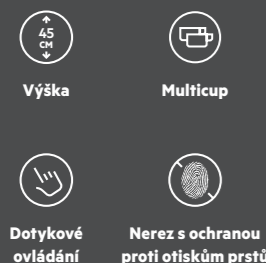 45
CM
Výška
Multicup
Dotykové
ovládání
Nerez s ochranou
proti otiskům prstů